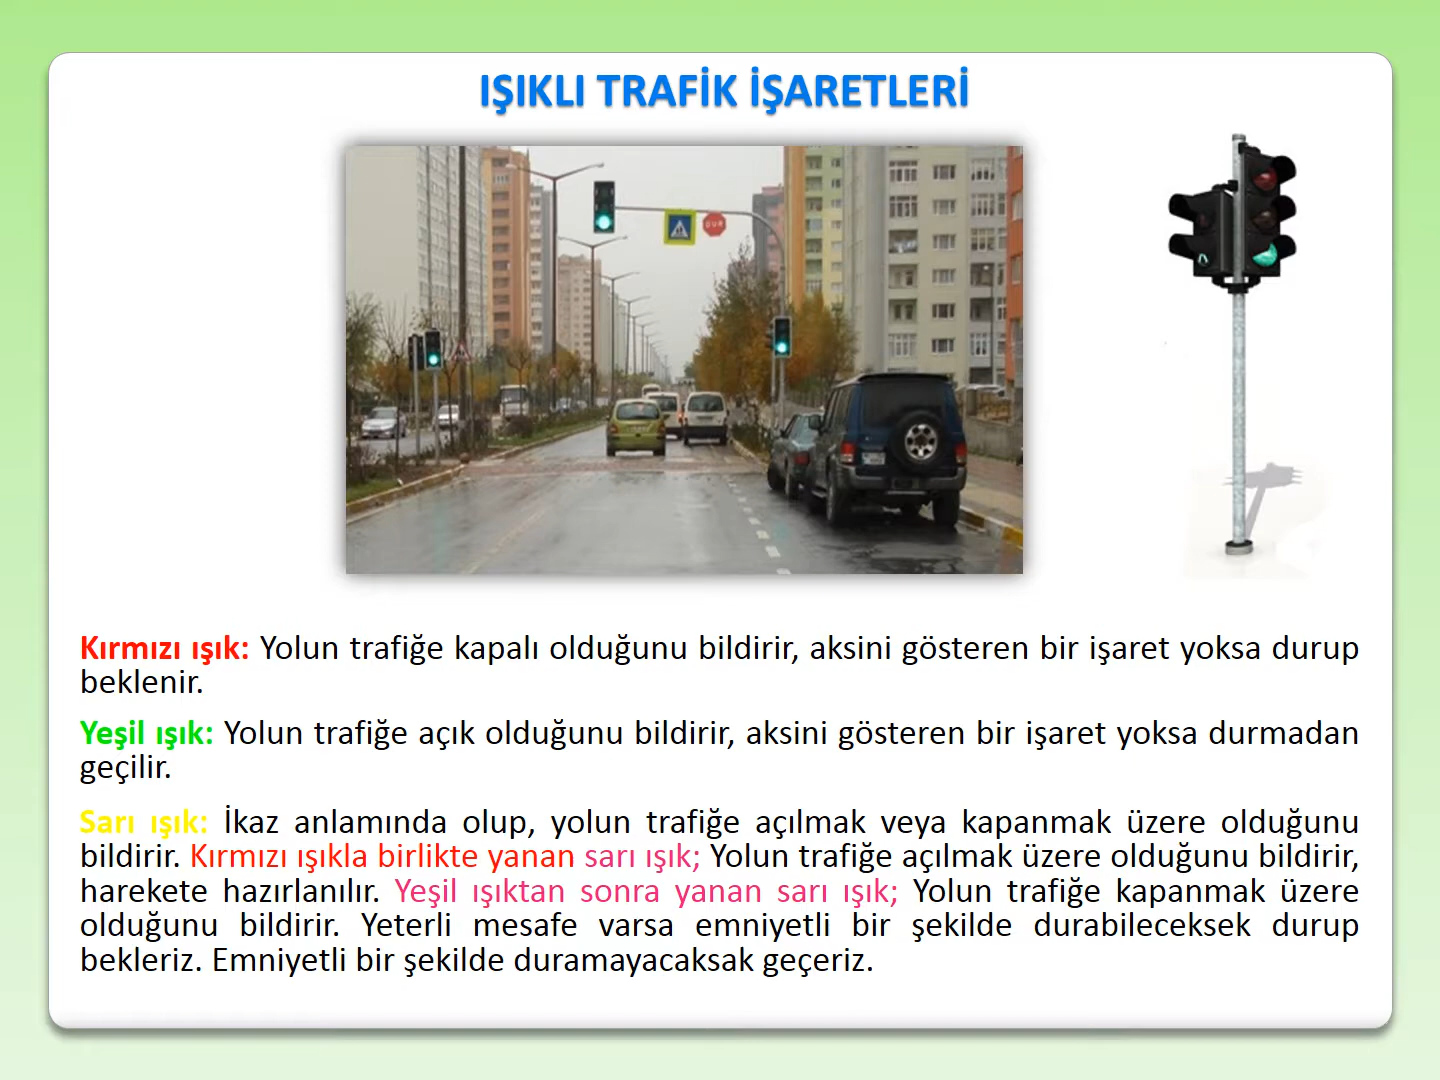 IŞIKLI TRAFİK İŞARETLERİ
DUR
Kırmızı ışık: Yolun trafiğe kapalı olduğunu bildirir, aksini gösteren bir işaret yoksa durup
beklenir.
Yeşil ışık: Yolun trafiğe açık olduğunu bildirir, aksini gösteren bir işaret yoksa durmadan
geçilir.
Sarı ışık: İkaz anlamında olup, yolun trafiğe açılmak veya kapanmak üzere olduğunu
bildirir. Kırmızı ışıkla birlikte yanan sarı ışık; Yolun trafiğe açılmak üzere olduğunu bildirir,
harekete hazırlanılır. Yeşil ışıktan sonra yanan sarı ışık; Yolun trafiğe kapanmak üzere
olduğunu bildirir. Yeterli mesafe varsa emniyetli bir şekilde durabileceksek durup
bekleriz. Emniyetli bir şekilde duramayacaksak geçeriz.